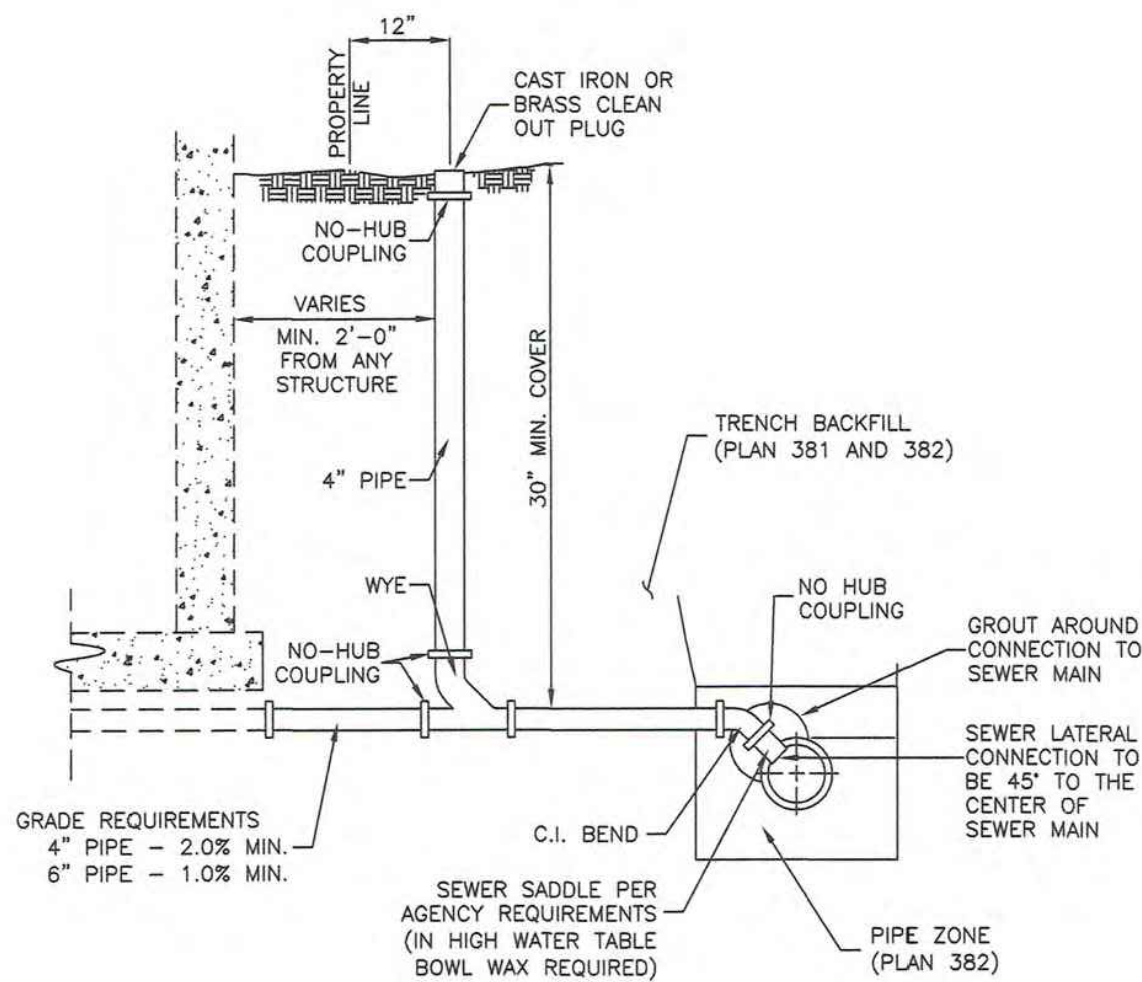 12"
PROPERTY
LINE
CAST IRON OR
BRASS CLEAN
OUT PLUG
NO-HUB
COUPLING
VARIES
MIN. 2'-0"
FROM ANY
STRUCTURE
30" MIN. COVER
TRENCH BACKFILL
(PLAN 381 AND 382)
4" PIPE
WYE
NO HUB
COUPLING
NO-HUB
COUPLING
GROUT AROUND
CONNECTION TO
SEWER MAIN
SEWER LATERAL
CONNECTION TO
BE 45° TO THE
CENTER OF
SEWER MAIN
GRADE REQUIREMENTS
4" PIPE - 2.0% MIN.
6" PIPE - 1.0% MIN.
C.I. BEND
SEWER SADDLE PER
AGENCY REQUIREMENTS
(IN HIGH WATER TABLE
BOWL WAX REQUIRED)
PIPE ZONE
(PLAN 382)